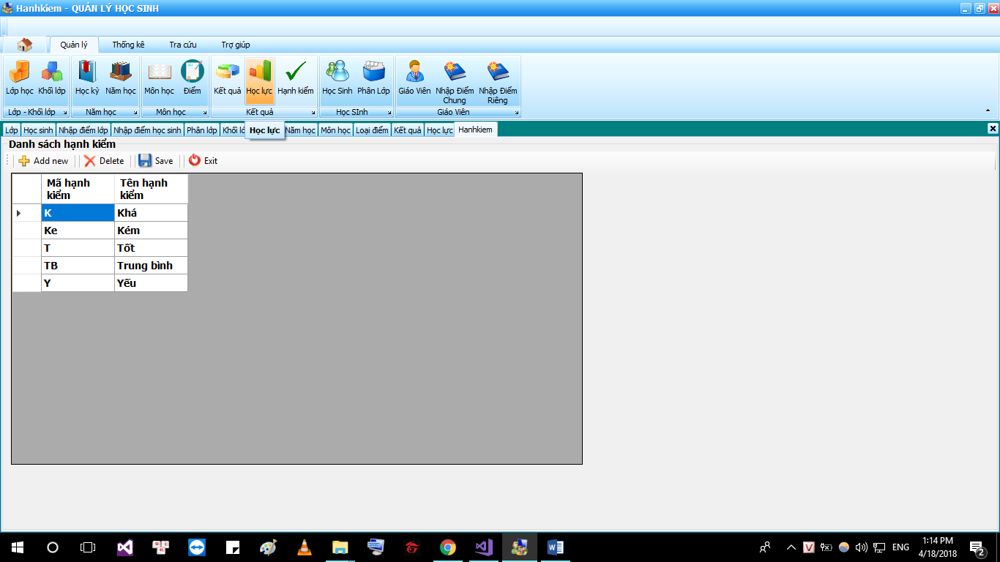 Hanhkiem - QUẢN LÝ HỌC SINH
Quản lý Thống kê Tra cứu Trợ giúp
Lớp học Khối lớp Học kỳ Năm học Môn học Điểm Kết quả Học lực Hạnh kiểm Học Sinh Phân Lớp Giáo Viên Nhập Điểm Chung Nhập Điểm Riêng
Lớp - Khối lớp Năm học Môn học Kết quả Học SInh Giáo Viên
Lớp Học sinh Nhập điểm lớp Nhập điểm học sinh Phân lớp Khối Học lực Năm học Môn học Loại điểm Kết quả Học lực Hanhkiem
Danh sách hạnh kiểm
Add new Delete Save Exit
Mã hạnh kiểm Tên hạnh kiểm
K Khá
Ke Kém
T Tốt
TB Trung bình
Y Yếu
ENG
1:14 PM
4/18/2018
2